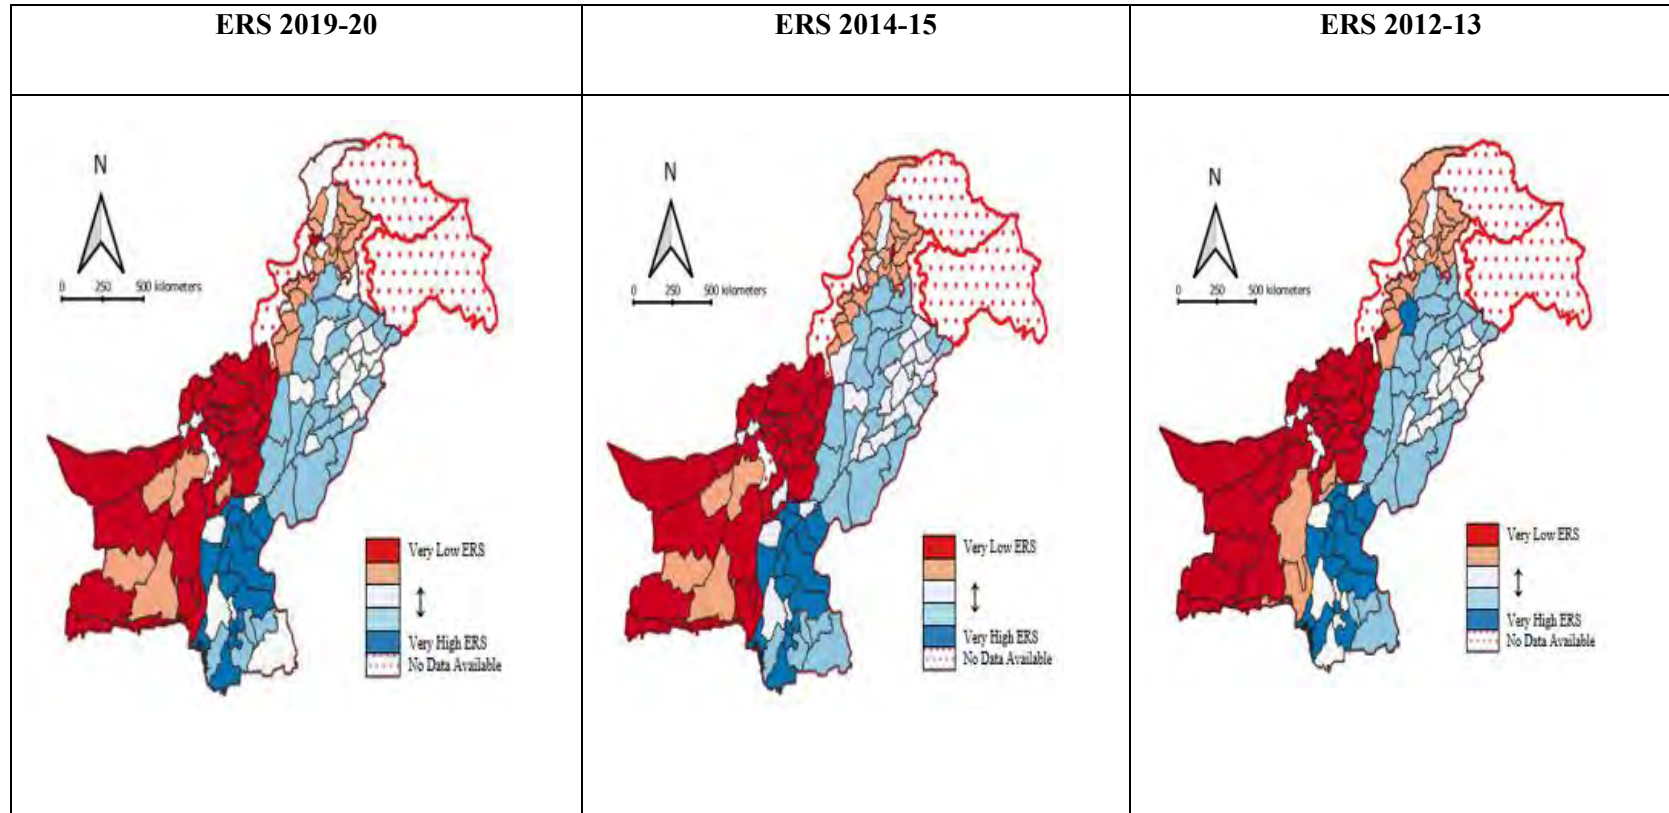 ERS 2019-20
ERS 2014-15
ERS 2012-13
N
0 250 500 kilometers
Very Low ERS
↕
Very High ERS
No Data Available
N
0 250 500 kilometers
Very Low ERS
↕
Very High ERS
No Data Available
N
0 250 500 kilometers
Very Low ERS
↕
Very High ERS
No Data Available